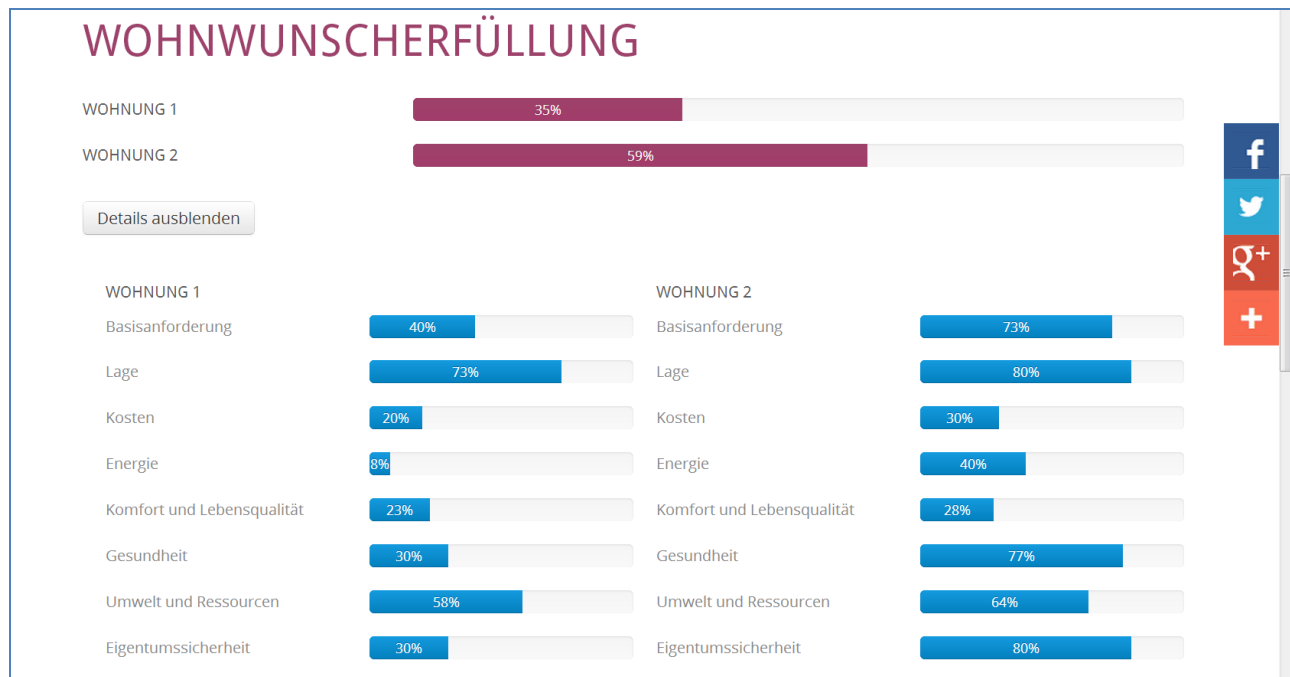 WOHNWUNSCHERFÜLLUNG
WOHNUNG 1 35%
WOHNUNG 2 59%
Details ausblenden
WOHNUNG 1 WOHNUNG 2
Basisanforderung 40% Basisanforderung 73%
Lage 73% Lage 80%
Kosten 20% Kosten 30%
Energie 8% Energie 40%
Komfort und Lebensqualität 23% Komfort und Lebensqualität 28%
Gesundheit 30% Gesundheit 77%
Umwelt und Ressourcen 58% Umwelt und Ressourcen 64%
Eigentumssicherheit 30% Eigentumssicherheit 80%
f
g+
+